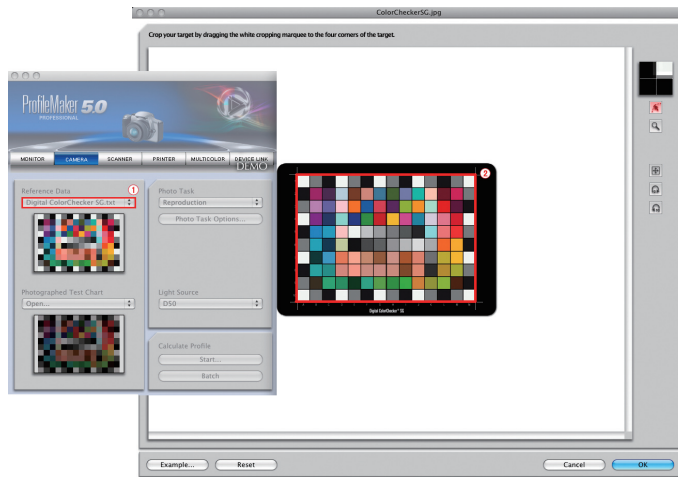 ColorCheckerSG.jpg
Crop your target by dragging the white cropping marquee to the four corners of the target.
ProfileMaker 5.0
PROFESSIONAL
MONITOR CAMERA SCANNER PRINTER MULTICOLOR DEVICE LINK
DEMO
Reference Data 1
Digital ColorChecker SG.txt
Photo Task
Reproduction
Photo Task Options...
2
Photographed Test Chart
Open...
Light Source
D50
Digital ColorChecker™ SG
Calculate Profile
Start...
Batch
Example... Reset Cancel OK